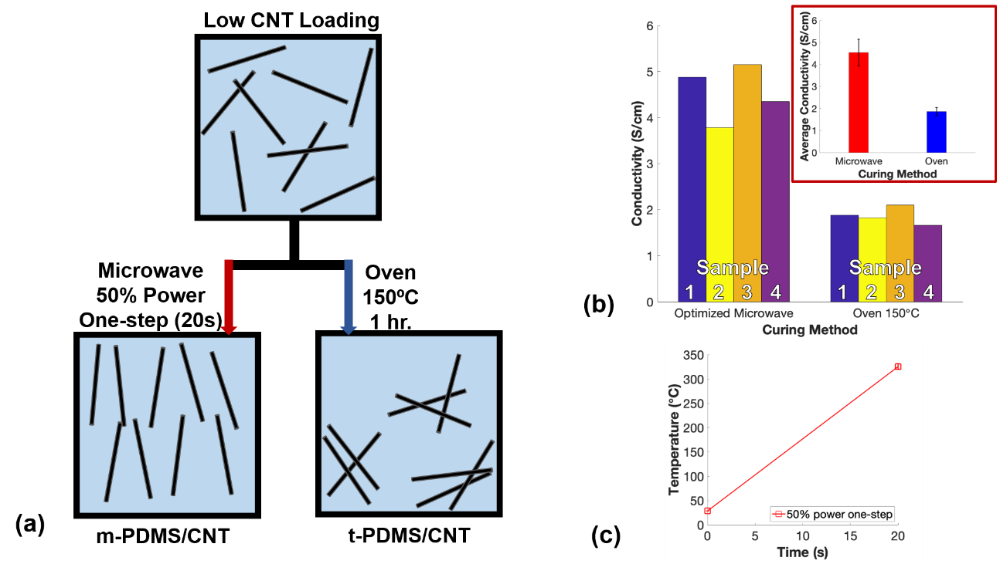 Low CNT Loading
Microwave
50% Power
One-step (20s)
Oven
150ºC
1 hr.
(a)
m-PDMS/CNT
t-PDMS/CNT
6
5
4
3
2
1
0
Conductivity (S/cm)
Sample
1 2 3 4
Sample
1 2 3 4
Optimized Microwave
Oven 150°C
Curing Method
(b)
6
5
4
3
2
1
0
Average Conductivity (S/cm)
Microwave
Oven
Curing Method
350
300
250
200
150
100
50
0
Temperature (°C)
50% power one-step
0 5 10 15 20
Time (s)
(c)